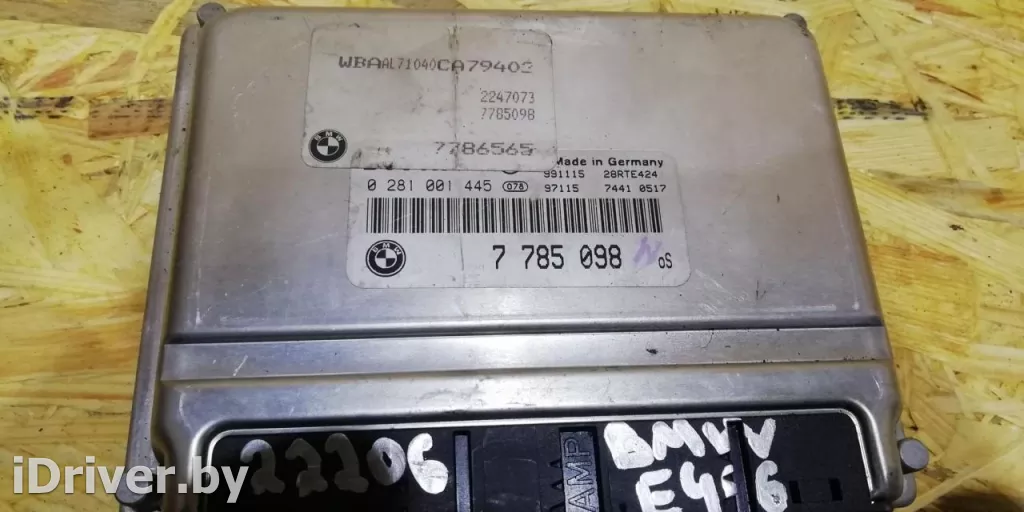 WBAAL71040CA79402
2247073
7785098
BMW
7786565
Made in Germany
991115 28RTE424
0 281 001 445 078 97115 7441 0517
BMW
7 785 098 oS
22206
AMP
BMW
E46
iDriver.by